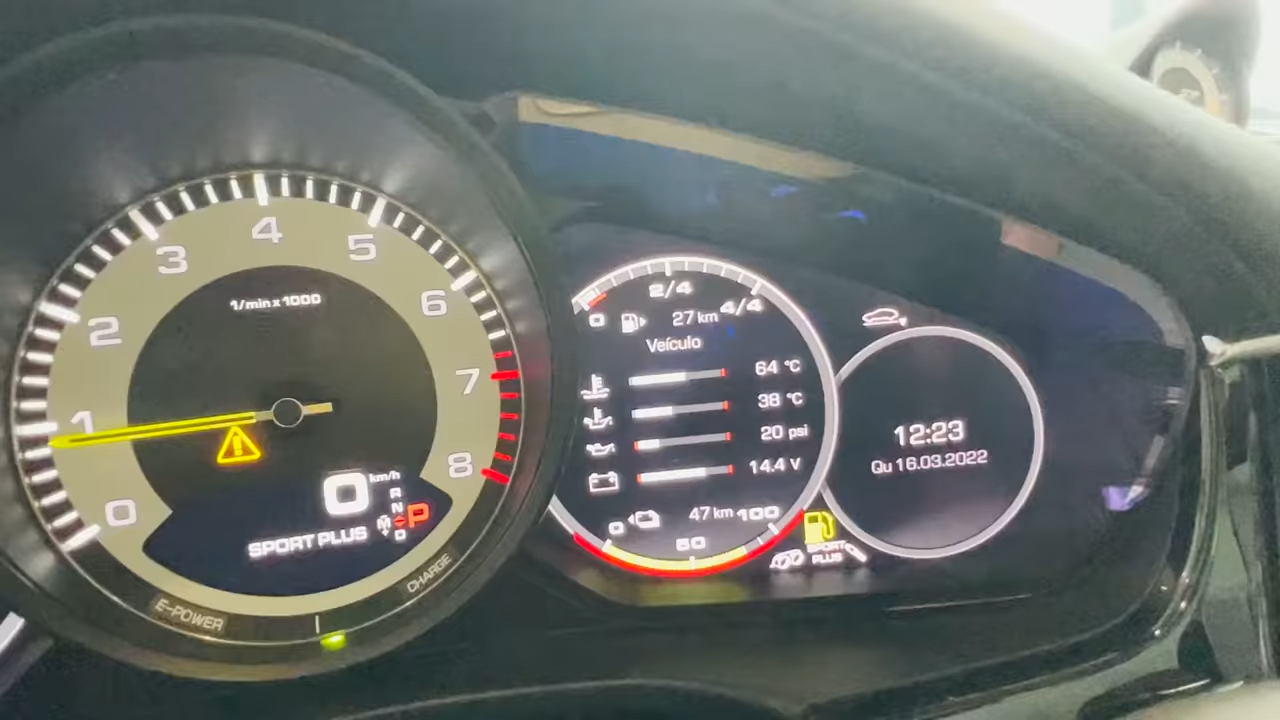 0
1
2
3
4
5
6
7
8
1/min x 1000
0 km/h
R
N
M
D
P
SPORT PLUS
E-POWER
CHARGE
0
2/4
4/4
27 km
Veículo
64 °C
38 °C
20 psi
14.4 V
47 km
0
50
100
SPORT
PLUS
12:23
Qu 16.03.2022